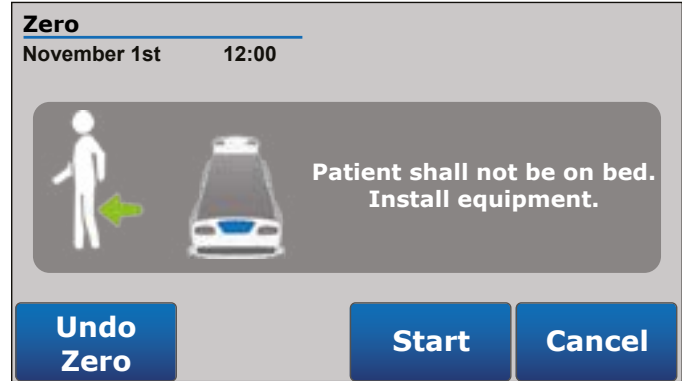 Zero
November 1st 12:00
Patient shall not be on bed.
Install equipment.
Undo
Zero
Start
Cancel